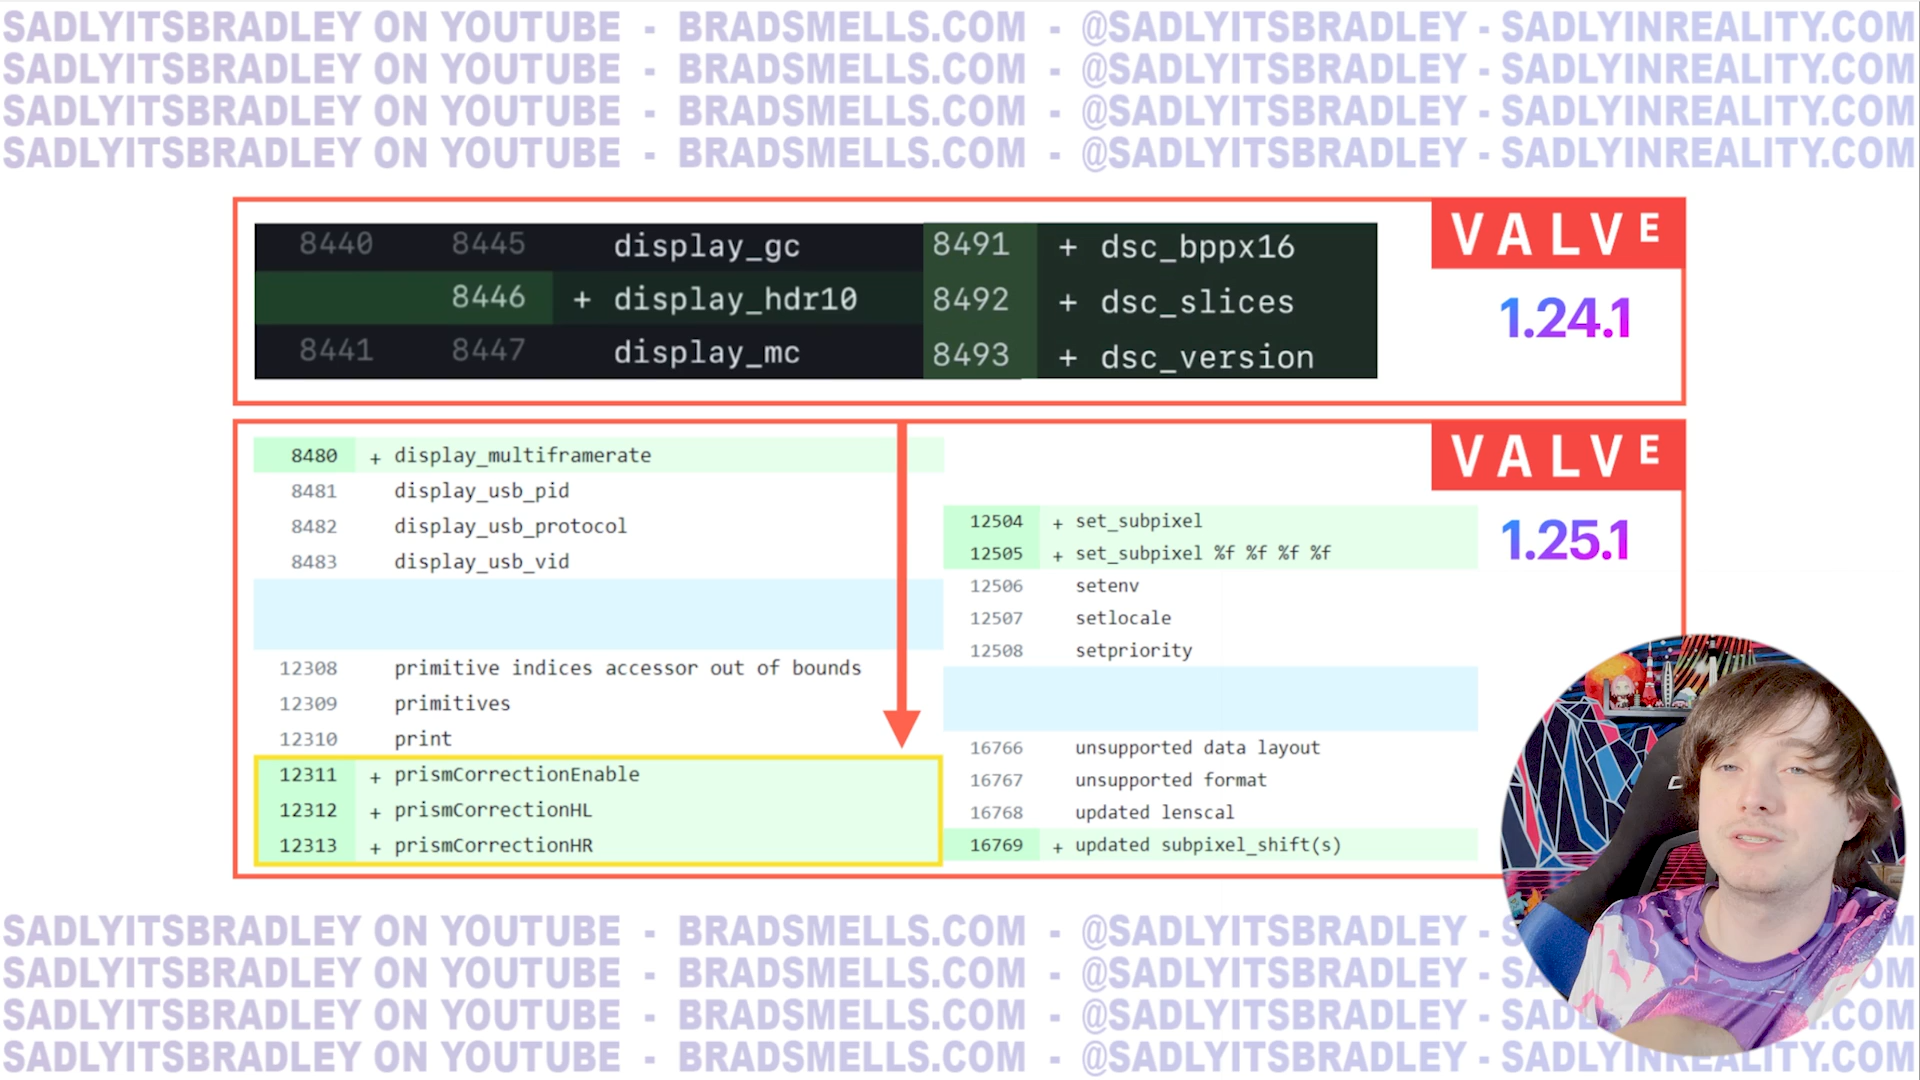 SADLYITSBRADLEY ON YOUTUBE - BRADSMELLS.COM - @SADLYITSBRADLEY - SADLYINREALITY.COM
SADLYITSBRADLEY ON YOUTUBE - BRADSMELLS.COM - @SADLYITSBRADLEY - SADLYINREALITY.COM
SADLYITSBRADLEY ON YOUTUBE - BRADSMELLS.COM - @SADLYITSBRADLEY - SADLYINREALITY.COM
SADLYITSBRADLEY ON YOUTUBE - BRADSMELLS.COM - @SADLYITSBRADLEY - SADLYINREALITY.COM
8440 8445 display_gc
8446 + display_hdr10
8441 8447 display_mc
8491 + dsc_bppx16
8492 + dsc_slices
8493 + dsc_version
VALVE
1.24.1
8480 + display_multiframerate
8481 display_usb_pid
8482 display_usb_protocol
8483 display_usb_vid
12308 primitive indices accessor out of bounds
12309 primitives
12310 print
12311 + prismCorrectionEnable
12312 + prismCorrectionHL
12313 + prismCorrectionHR
12504 + set_subpixel
12505 + set_subpixel %f %f %f %f
12506 setenv
12507 setlocale
12508 setpriority
16766 unsupported data layout
16767 unsupported format
16768 updated lenscal
16769 + updated subpixel_shift(s)
VALVE
1.25.1
SADLYITSBRADLEY ON YOUTUBE - BRADSMELLS.COM - @SADLYITSBRADLEY - S M
SADLYITSBRADLEY ON YOUTUBE - BRADSMELLS.COM - @SADLYITSBRADLEY - SA OM
SADLYITSBRADLEY ON YOUTUBE - BRADSMELLS.COM - @SADLYITSBRADLEY - SAD .COM
SADLYITSBRADLEY ON YOUTUBE - BRADSMELLS.COM - @SADLYITSBRADLEY - SADLYINREALITY.COM